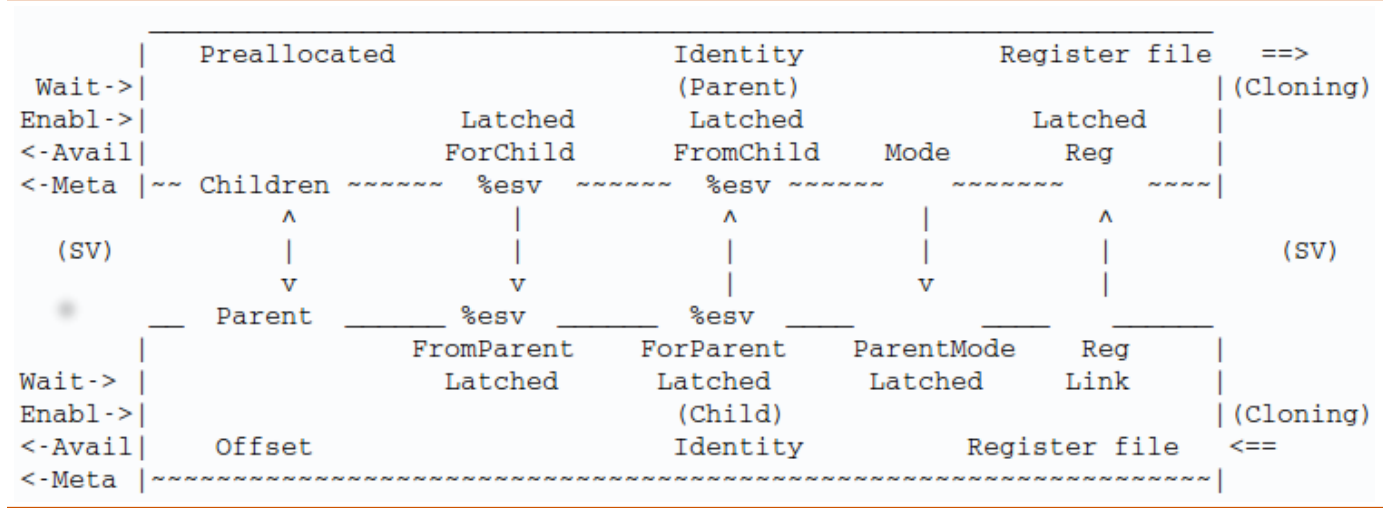 _________________________________________________________________
| Preallocated Identity Register file ==>
Wait->| (Parent) |(Cloning)
Enabl->| Latched Latched Latched |
<-Avail| ForChild FromChild Mode Reg |
<-Meta |~~ Children ~~~~~~ %esv ~~~~~~ %esv ~~~~~~ ~~~~~~~ ~~~~|
^ | ^ | ^
(SV) | | | | | (SV)
v v | v |
__ Parent ______ %esv ______ %esv ____ ____ ______
| FromParent ForParent ParentMode Reg |
Wait-> | Latched Latched Latched Link |
Enabl->| (Child) |(Cloning)
<-Avail| Offset Identity Register file <==
<-Meta |~~~~~~~~~~~~~~~~~~~~~~~~~~~~~~~~~~~~~~~~~~~~~~~~~~~~~~~~~~~~~~~~~|